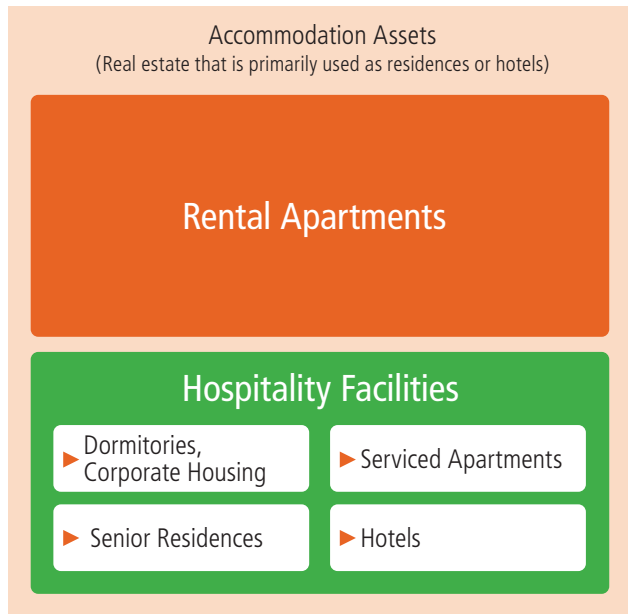 Accommodation Assets
(Real estate that is primarily used as residences or hotels)
Rental Apartments
Hospitality Facilities
Dormitories,
Corporate Housing
Serviced Apartments
Senior Residences
Hotels